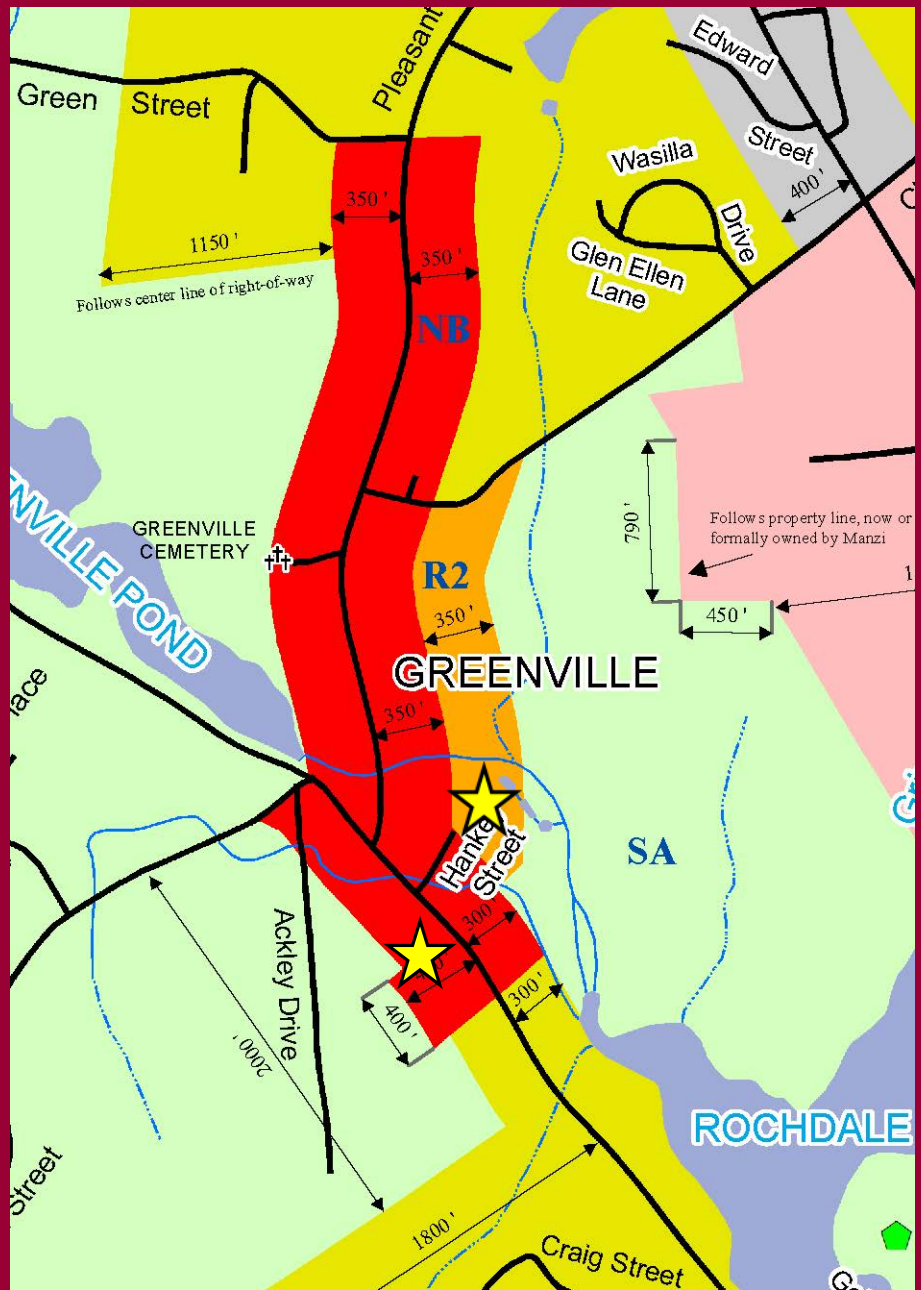 Pleasant
Edward
Street
Green Street
Wasilla
Drive
400'
Glen Ellen
Lane
350'
1150'
350'
Follows center line of right-of-way
NB
790'
Follows property line, now or
formally owned by Manzi
GREENVILLE
CEMETERY
R2
350'
450'
POND
GREENVILLE
350'
Hanke
Street
SA
300'
300'
400'
Ackley Drive
2000'
ROCHDALE
Street
1800'
Craig Street